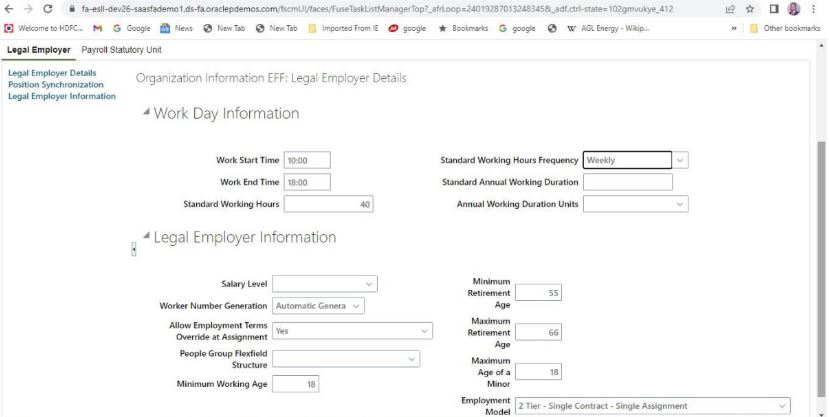 fa-esll-dev26-saasfademo1.ds-fa.oraclepdemos.com/fscmUI/faces/FuseTaskListManagerTop?_afrLoop=24019287013248345&_adf.ctrl-state=102gmvukye_412
Welcome to HDFC... G Google News New Tab New Tab Imported From IE google Bookmarks G google W AGL Energy - Wikip... » Other bookmarks
Legal Employer Payroll Statutory Unit
Legal Employer Details
Position Synchronization
Legal Employer Information
Organization Information EFF: Legal Employer Details
Work Day Information
Work Start Time 10:00 Standard Working Hours Frequency Weekly
Work End Time 18:00 Standard Annual Working Duration
Standard Working Hours 40 Annual Working Duration Units
Legal Employer Information
Salary Level
Worker Number Generation Automatic Genera
Allow Employment Terms
Override at Assignment Yes
People Group Flexfield
Structure
Minimum Working Age 18
Minimum
Retirement 55
Age
Maximum
Retirement 66
Age
Maximum
Age of a 18
Minor
Employment
Model 2 Tier - Single Contract - Single Assignment